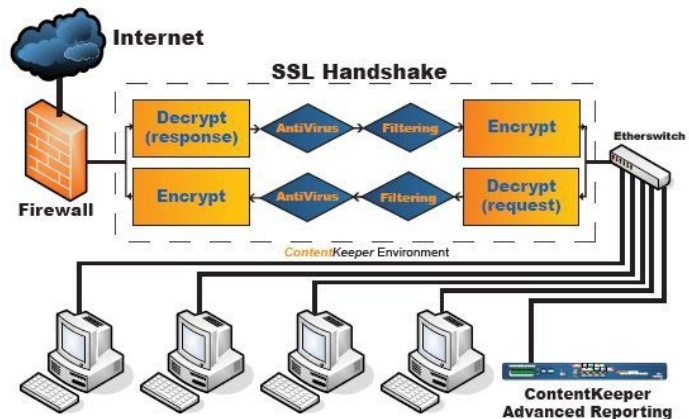 Internet
SSL Handshake
Decrypt
(response)
AntiVirus
Filtering
Encrypt
Etherswitch
Firewall
Encrypt
AntiVirus
Filtering
Decrypt
(request)
ContentKeeper Environment
ContentKeeper
Advanced Reporting